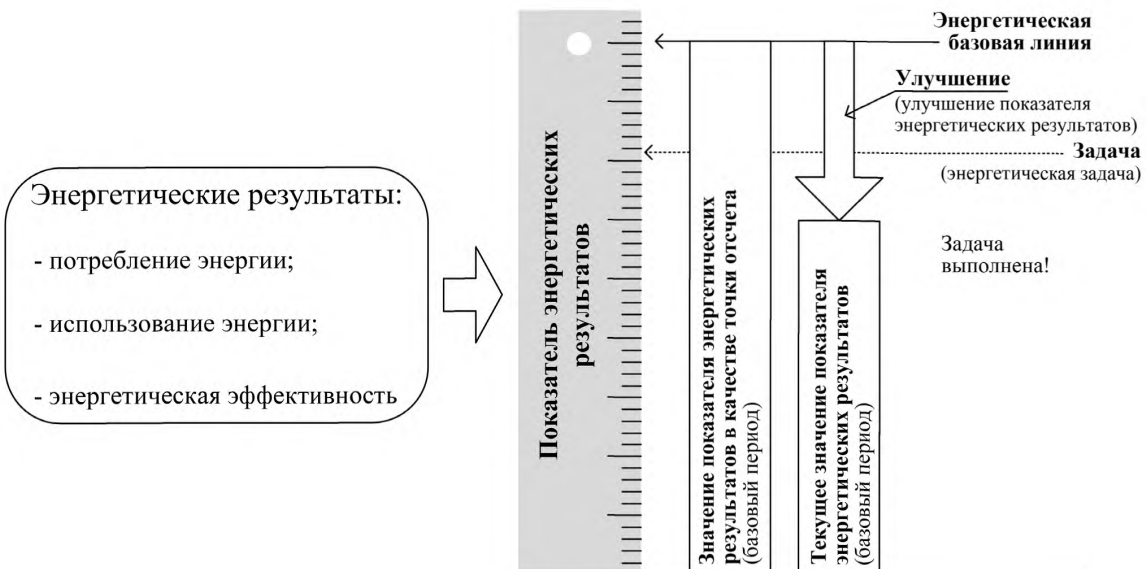 Энергетические результаты:
- потребление энергии;
- использование энергии;
- энергетическая эффективность
Показатель энергетических
результатов
Значение показателя энергетических
результатов в качестве точки отсчета
(базовый период)
Текущее значение показателя
энергетических результатов
(базовый период)
Энергетическая
базовая линия
Улучшение
(улучшение показателя
энергетических результатов)
Задача
(энергетическая задача)
Задача
выполнена!